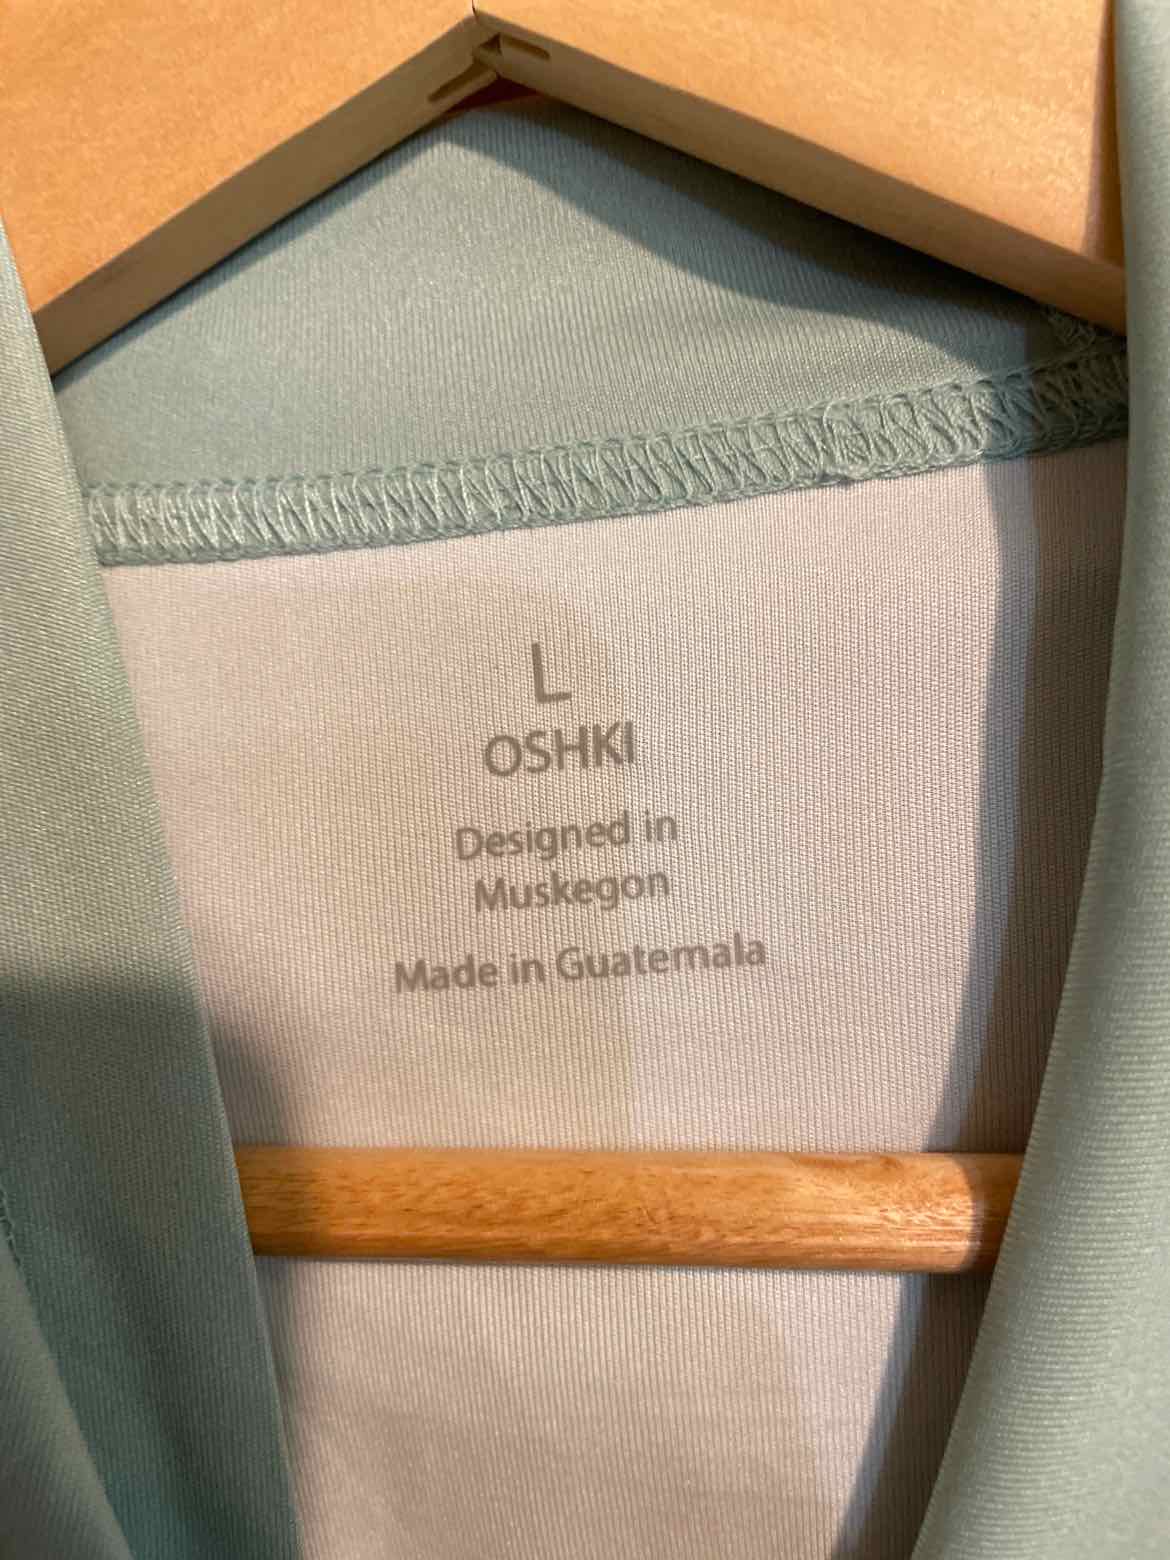 L
OSHKI
Designed in
Muskegon
Made in Guatemala